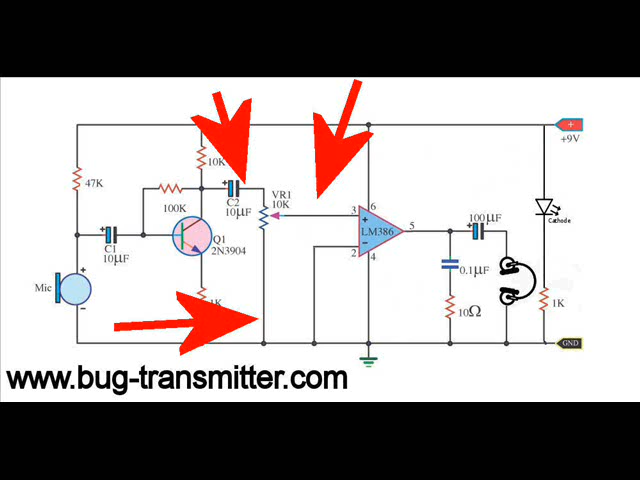 +
+9V
10K
47K
+
C2
10µF
VR1
10K
100K
+
C1
10µF
Q1
2N3904
3
+
6
LM386
−
2
4
5
100µF
+
Cathode
Mic
+
−
1K
0.1µF
10Ω
1K
GND
www.bug-transmitter.com